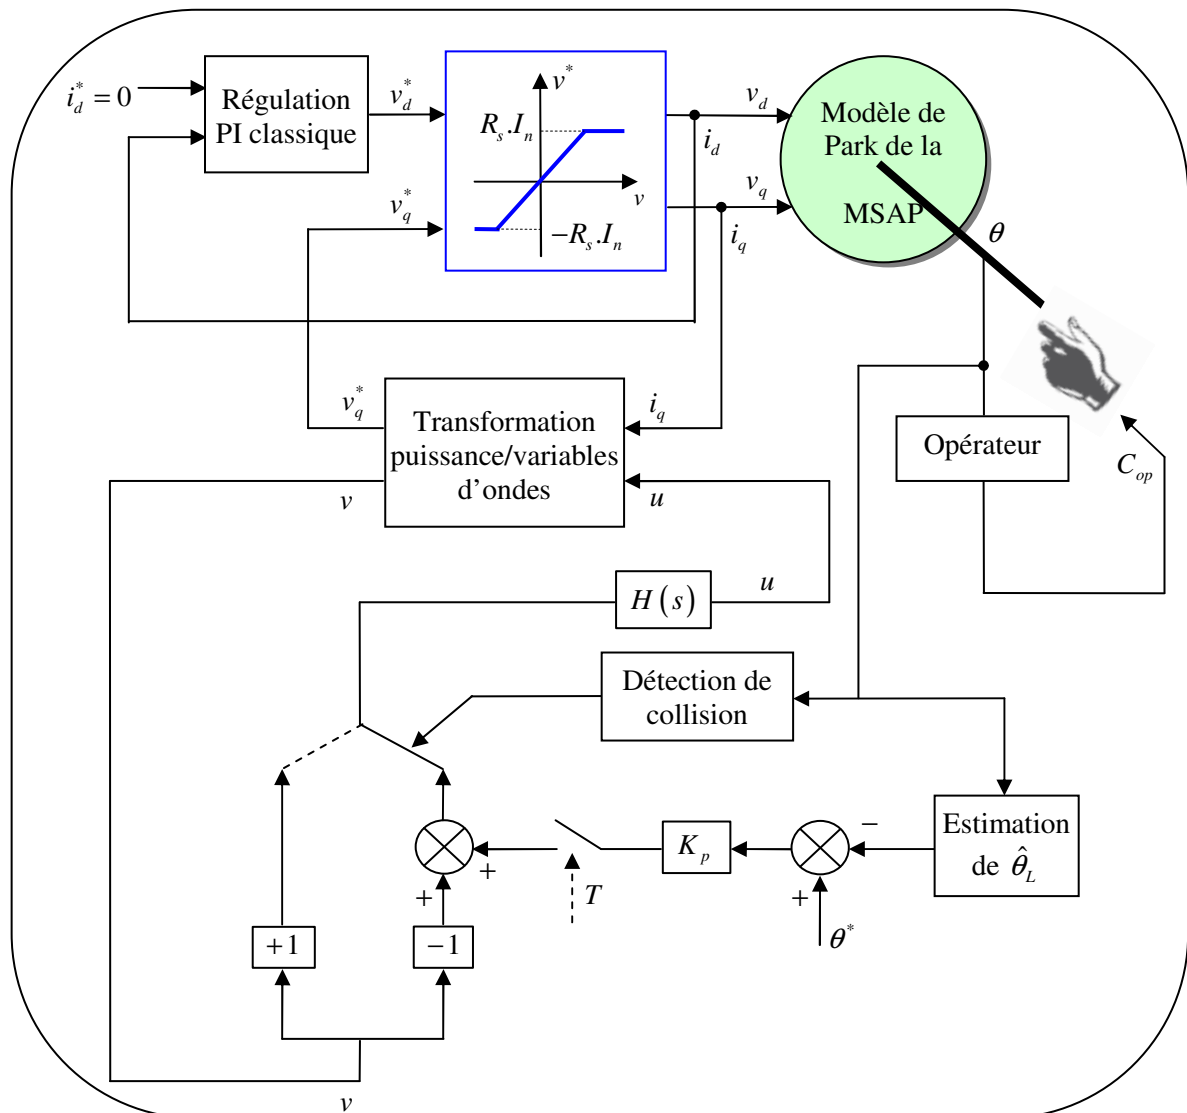 i_d^* = 0
Régulation
PI classique
v_d^*
v_q^*
v^*
R_s.I_n
v
−R_s.I_n
v_d
i_d
v_q
i_q
Modèle de
Park de la
MSAP
θ
Opérateur
C_op
v_q^*
Transformation
puissance/variables
d'ondes
i_q
v
u
H(s)
u
Détection de
collision
Estimation
de θ̂_L
−
+
θ^*
K_p
T
+
+
+1
−1
v